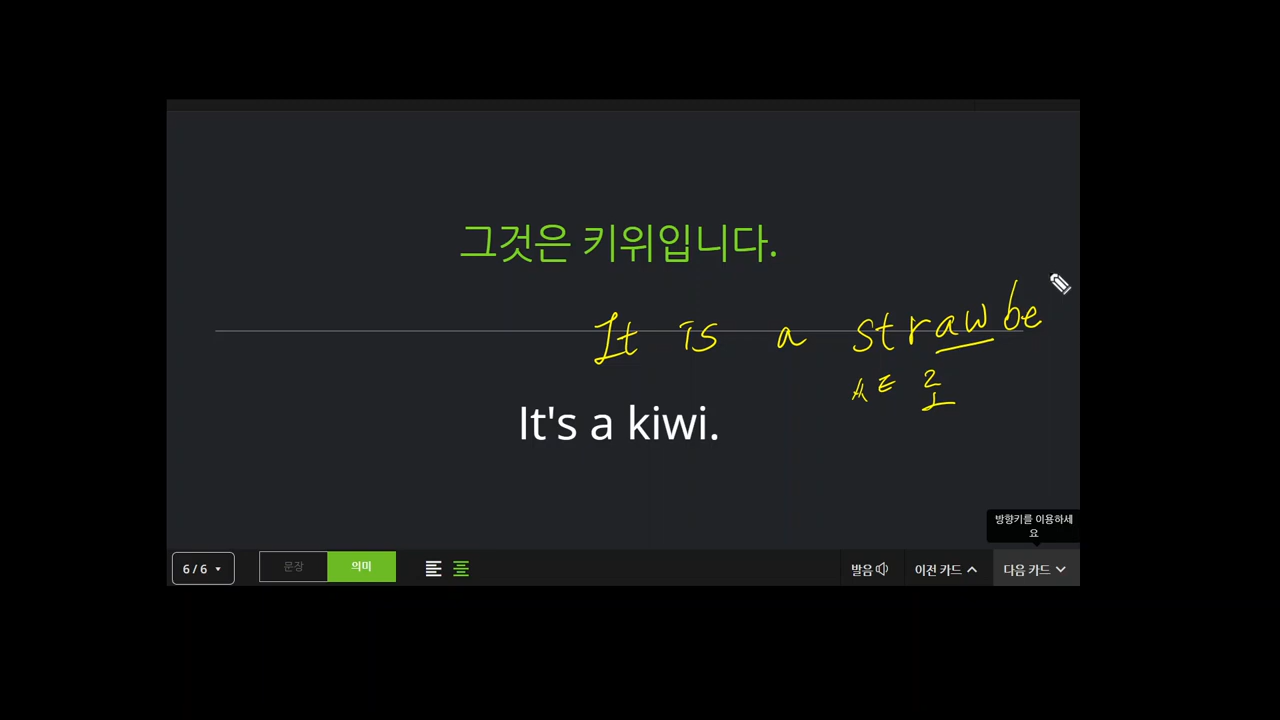 그것은 키위입니다.
It is a strawbe
ㅅㅌ로
It's a kiwi.
방향키를 이용하세
요
6 / 6 문장 의미 발음 이전 카드 다음 카드